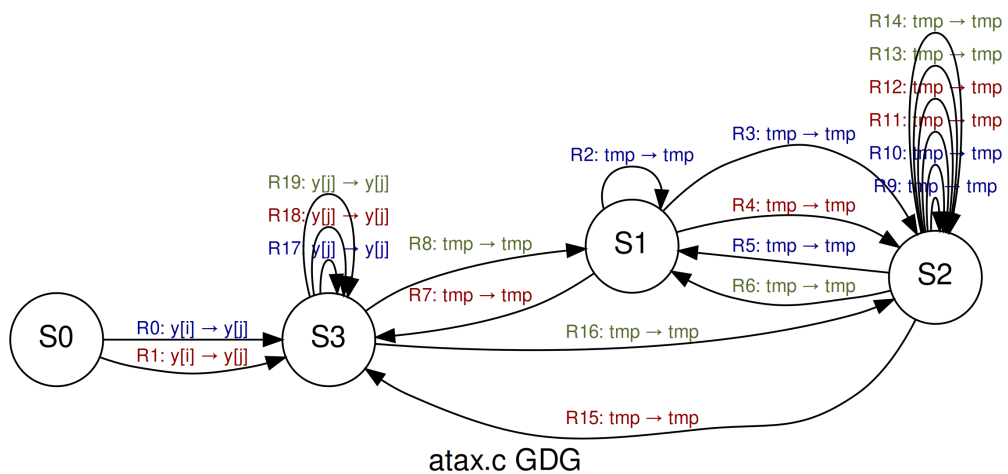 R14: tmp → tmp
R13: tmp → tmp
R12: tmp → tmp
R11: tmp → tmp
R10: tmp → tmp
R9: tmp → tmp
R3: tmp → tmp
R2: tmp → tmp
R19: y[j] → y[j]
R18: y[j] → y[j]
R17: y[j] → y[j]
R4: tmp → tmp
R8: tmp → tmp
S1
R5: tmp → tmp
S2
R6: tmp → tmp
R7: tmp → tmp
S0
R0: y[i] → y[j]
S3
R16: tmp → tmp
R1: y[i] → y[j]
R15: tmp → tmp
atax.c GDG